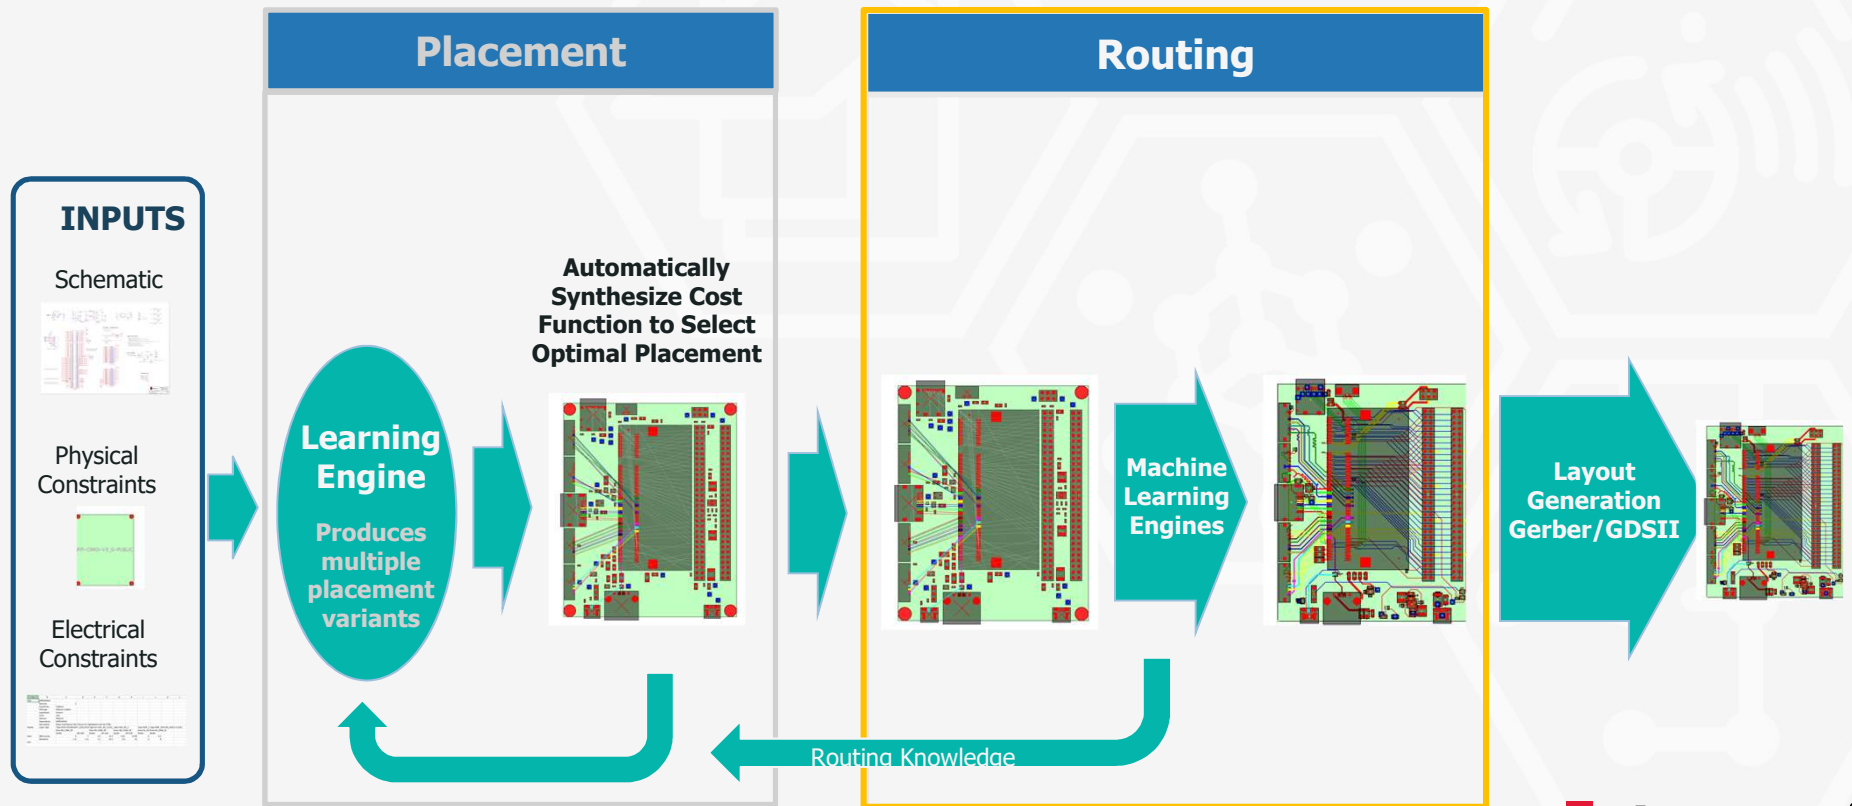 Placement
Routing
INPUTS
Schematic
Physical
Constraints
Electrical
Constraints
Learning
Engine
Produces
multiple
placement
variants
Automatically
Synthesize Cost
Function to Select
Optimal Placement
Machine
Learning
Engines
Layout
Generation
Gerber/GDSII
Routing Knowledge